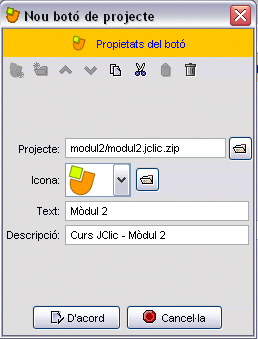 Nou botó de projecte
Propietats del botó
Projecte: modul2/modul2.jclic.zip
Icona:
Text: Mòdul 2
Descripció: Curs JClic - Mòdul 2
D'acord Cancel·la